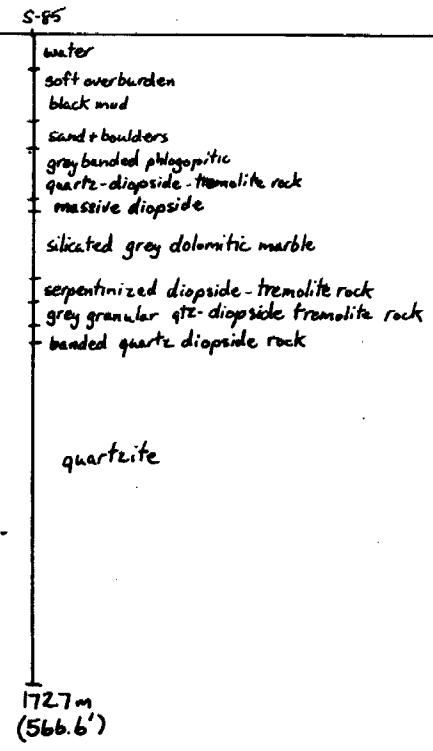 S-85
water
soft overburden
black mud
sand + boulders
grey banded phlogopitic
quartz-diopside-tremolite rock
massive diopside
silicated grey dolomitic marble
serpentinized diopside-tremolite rock
grey granular qtz-diopside tremolite rock
banded quartz diopside rock
quartzite
172.7 m
(566.6')